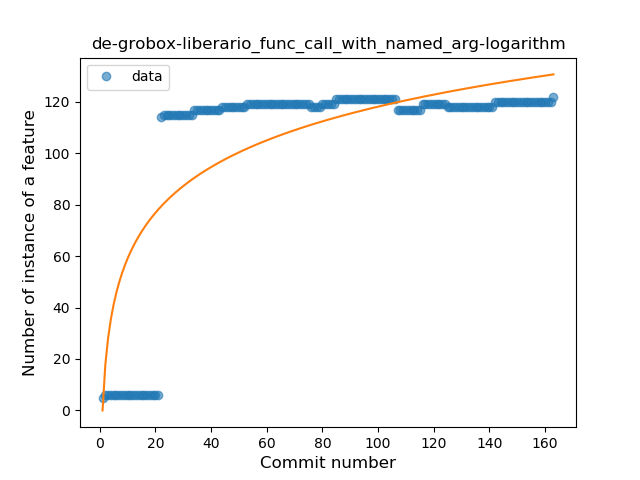 de-grobox-liberario_func_call_with_named_arg-logarithm
data
Number of instance of a feature
120
100
80
60
40
20
0
0 20 40 60 80 100 120 140 160
Commit number